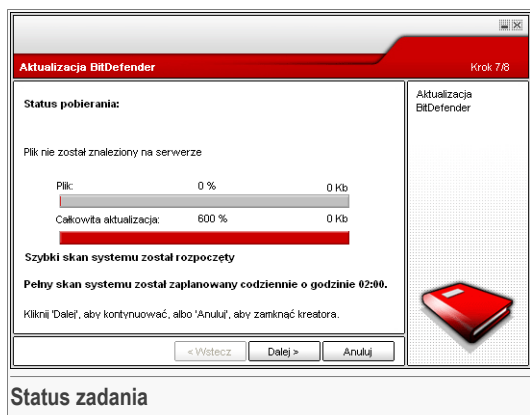 Aktualizacja BitDefender
Krok 7/8
Status pobierania:
Plik nie został znaleziony na serwerze
Plik: 0 % 0 Kb
Całkowita aktualizacja: 600 % 0 Kb
Szybki skan systemu został rozpoczęty
Pełny skan systemu został zaplanowany codziennie o godzinie 02:00.
Kliknij 'Dalej', aby kontynuować, albo 'Anuluj', aby zamknąć kreatora.
Aktualizacja
BitDefender
< Wstecz Dalej > Anuluj
Status zadania